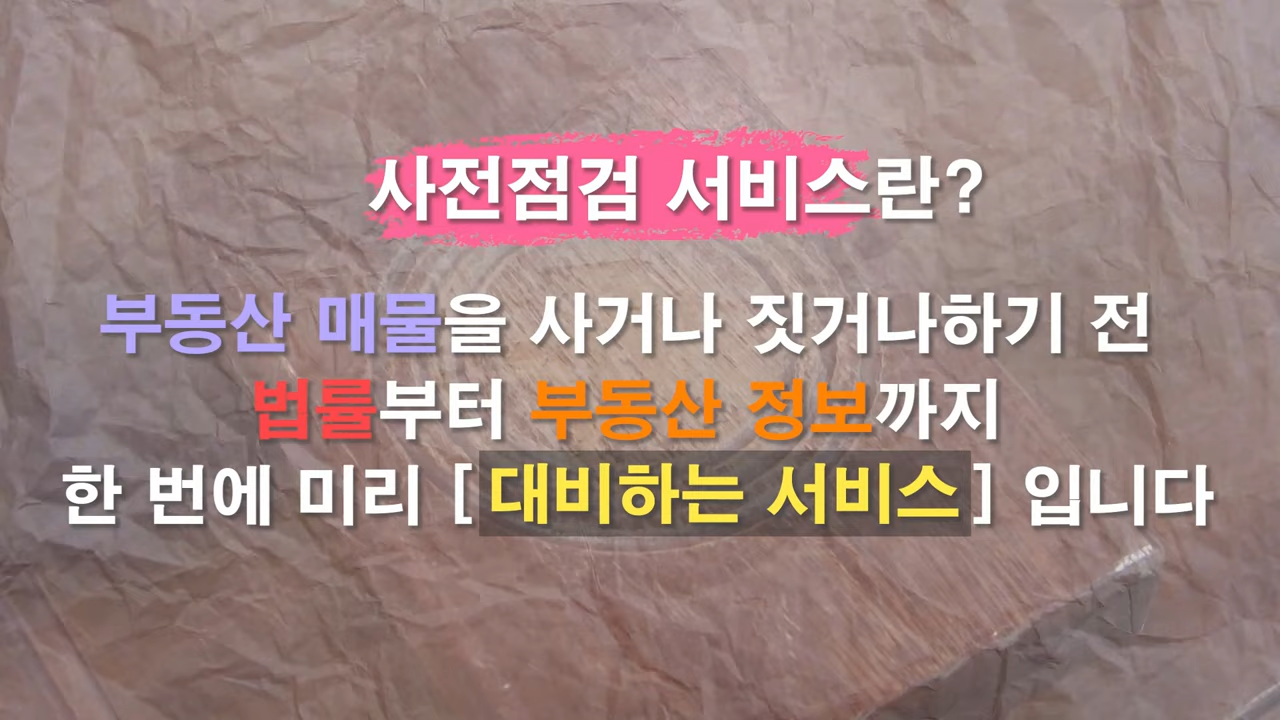 사전점검 서비스란?
부동산 매물을 사거나 짓거나하기 전
법률부터 부동산 정보까지
한 번에 미리 [대비하는 서비스] 입니다